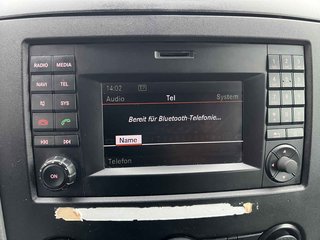 RADIO MEDIA
NAVI TEL
SYS
14:02
Audio Tel System
Bereit für Bluetooth-Telefonie...
Name
Telefon
ON